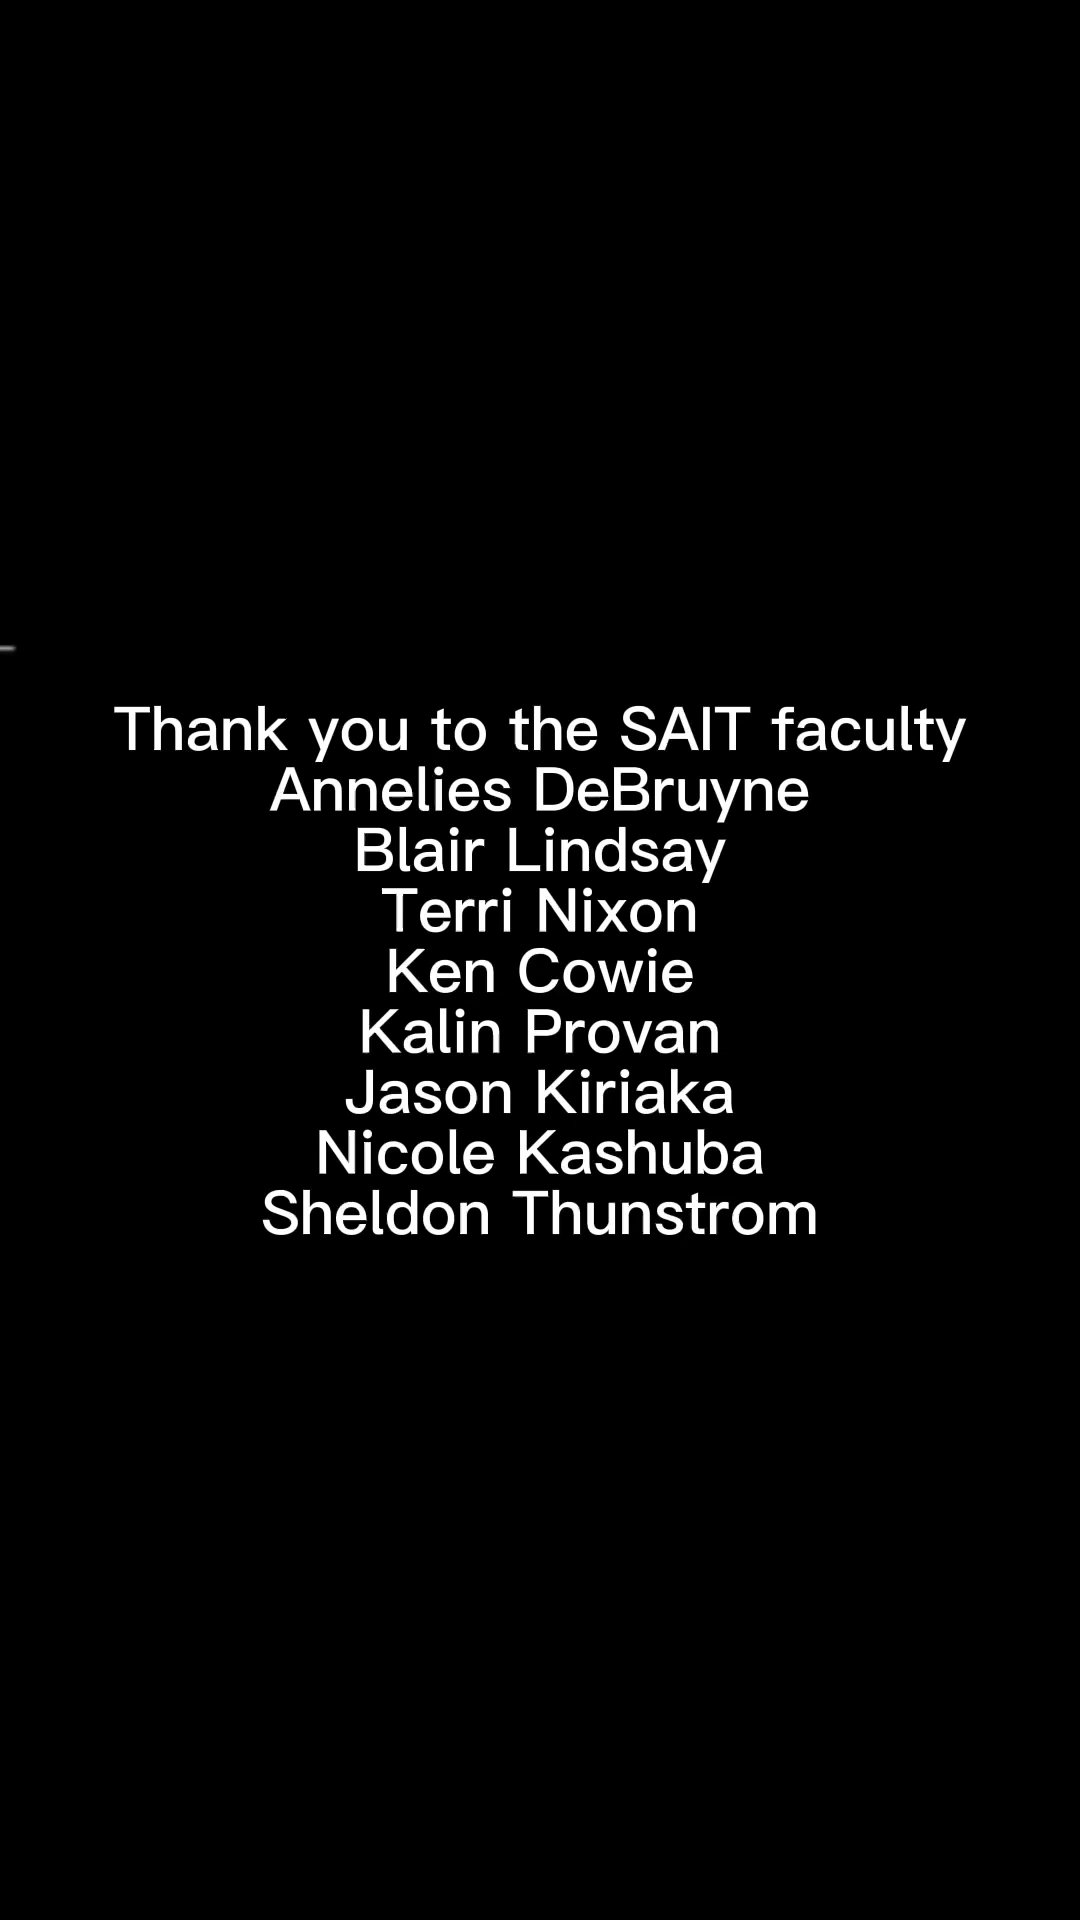 Thank you to the SAIT faculty
Annelies DeBruyne
Blair Lindsay
Terri Nixon
Ken Cowie
Kalin Provan
Jason Kiriaka
Nicole Kashuba
Sheldon Thunstrom